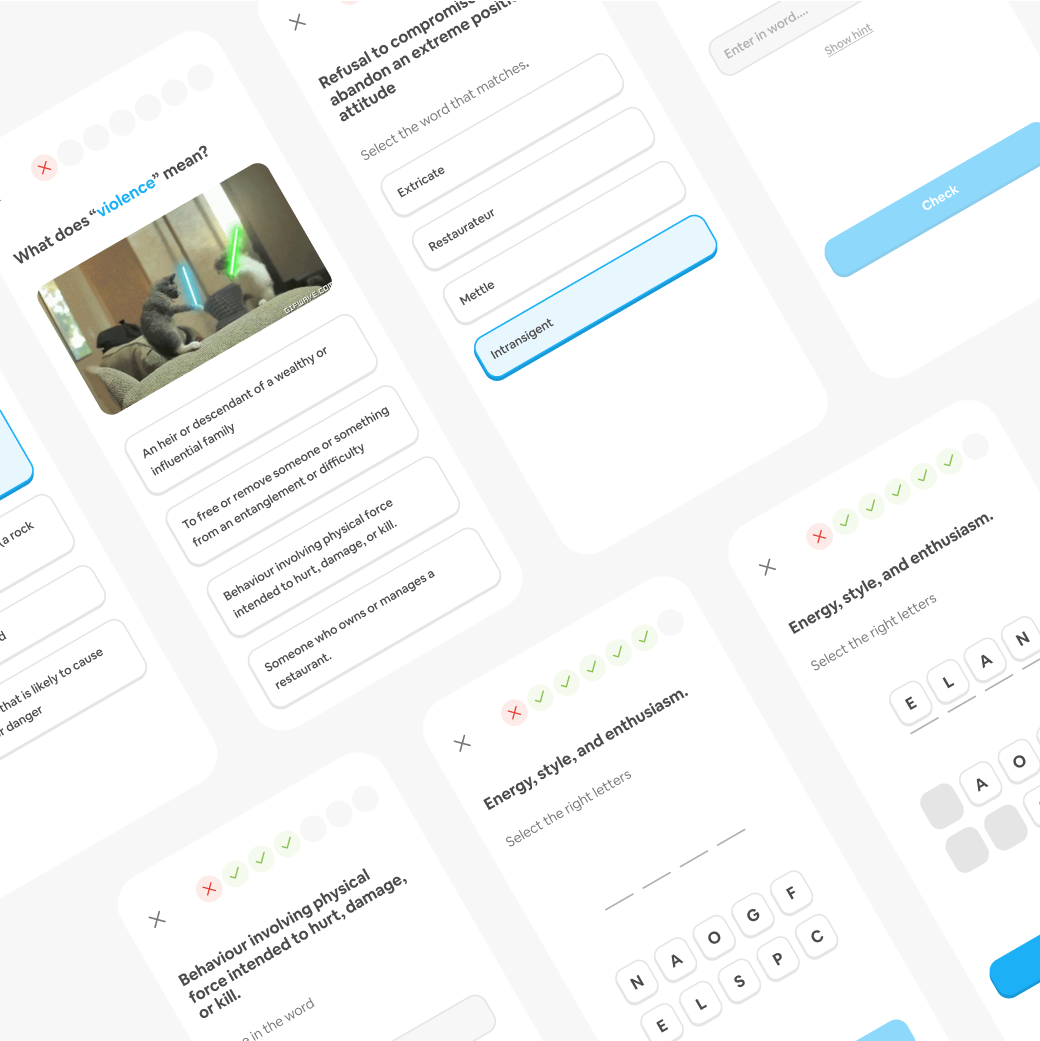 What does “violence” mean?
GIFWAVE.COM
An heir or descendant of a wealthy or
influential family
To free or remove someone or something
from an entanglement or difficulty
Behaviour involving physical force
intended to hurt, damage, or kill.
Someone who owns or manages a
restaurant.
(a rock
d
that is likely to cause
r danger
Refusal to compromise
abandon an extreme position
attitude
Select the word that matches.
Extricate
Restaurateur
Mettle
Intransigent
Enter in word....
Show hint
Check
Behaviour involving physical
force intended to hurt, damage,
or kill.
e in the word
Energy, style, and enthusiasm.
Select the right letters
N A O G F
E L S P C
Energy, style, and enthusiasm.
Select the right letters
E L A N
A O